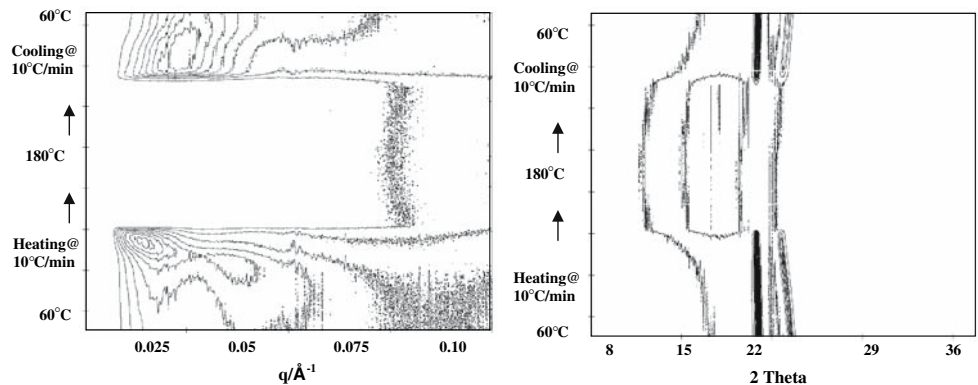 60°C
Cooling@
10°C/min
180°C
Heating@
10°C/min
60°C
0.025 0.05 0.075 0.10
q/Å-1
60°C
Cooling@
10°C/min
180°C
Heating@
10°C/min
60°C
8 15 22 29 36
2 Theta